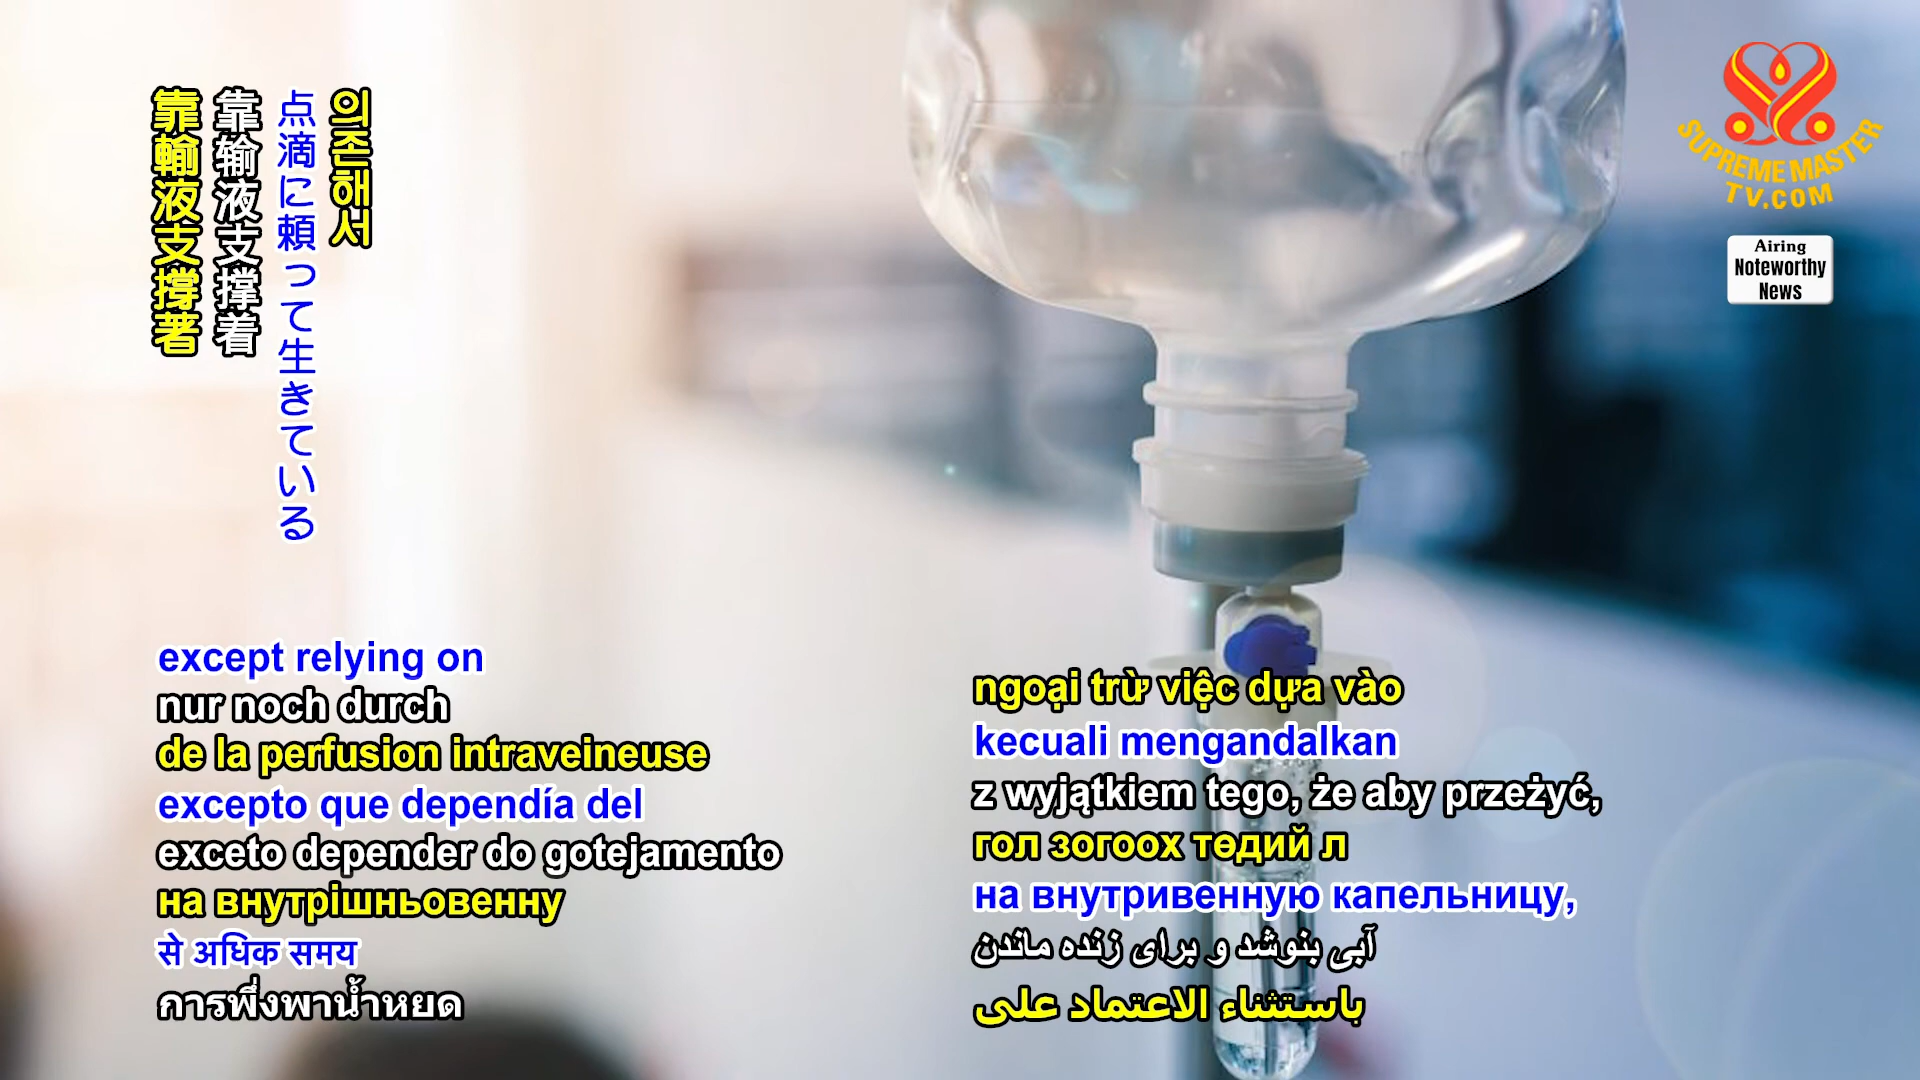 靠輸液支撐著
靠输液支撑着
点滴に頼って生きている
의존해서
SUPREME MASTER
TV.COM
Airing
Noteworthy
News
except relying on
nur noch durch
de la perfusion intraveineuse
excepto que dependía del
exceto depender do gotejamento
на внутрішньовенну
से अधिक समय
การพึ่งพาน้ำหยด
ngoại trừ việc dựa vào
kecuali mengandalkan
z wyjątkiem tego, że aby przeżyć,
гол зогоох төдий л
на внутривенную капельницу,
آبی بنوشد و برای زنده ماندن
باستثناء الاعتماد على